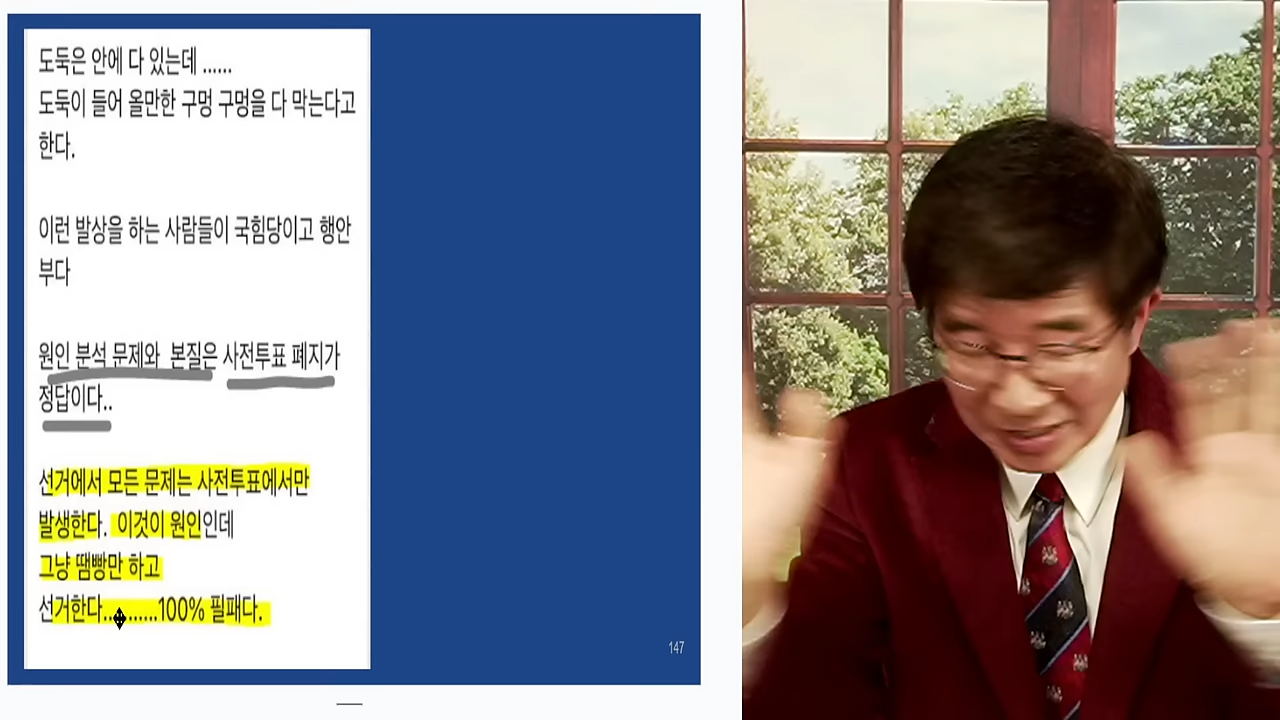 도둑은 안에 다 있는데 ......
도둑이 들어 올만한 구멍 구멍을 다 막는다고
한다.
이런 발상을 하는 사람들이 국힘당이고 행안
부다
원인 분석 문제와 본질은 사전투표 폐지가
정답이다..
선거에서 모든 문제는 사전투표에서만
발생한다. 이것이 원인인데
그냥 땜빵만 하고
선거한다..........100% 필패다.
147